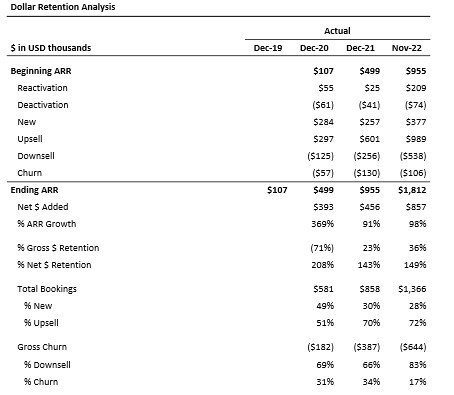 Dollar Retention Analysis
Actual
$ in USD thousands Dec-19 Dec-20 Dec-21 Nov-22
Beginning ARR $107 $499 $955
Reactivation $55 $25 $209
Deactivation ($61) ($41) ($74)
New $284 $257 $377
Upsell $297 $601 $989
Downsell ($125) ($256) ($538)
Churn ($57) ($130) ($106)
Ending ARR $107 $499 $955 $1,812
Net $ Added $393 $456 $857
% ARR Growth 369% 91% 98%
% Gross $ Retention (71%) 23% 36%
% Net $ Retention 208% 143% 149%
Total Bookings $581 $858 $1,366
% New 49% 30% 28%
% Upsell 51% 70% 72%
Gross Churn ($182) ($387) ($644)
% Downsell 69% 66% 83%
% Churn 31% 34% 17%